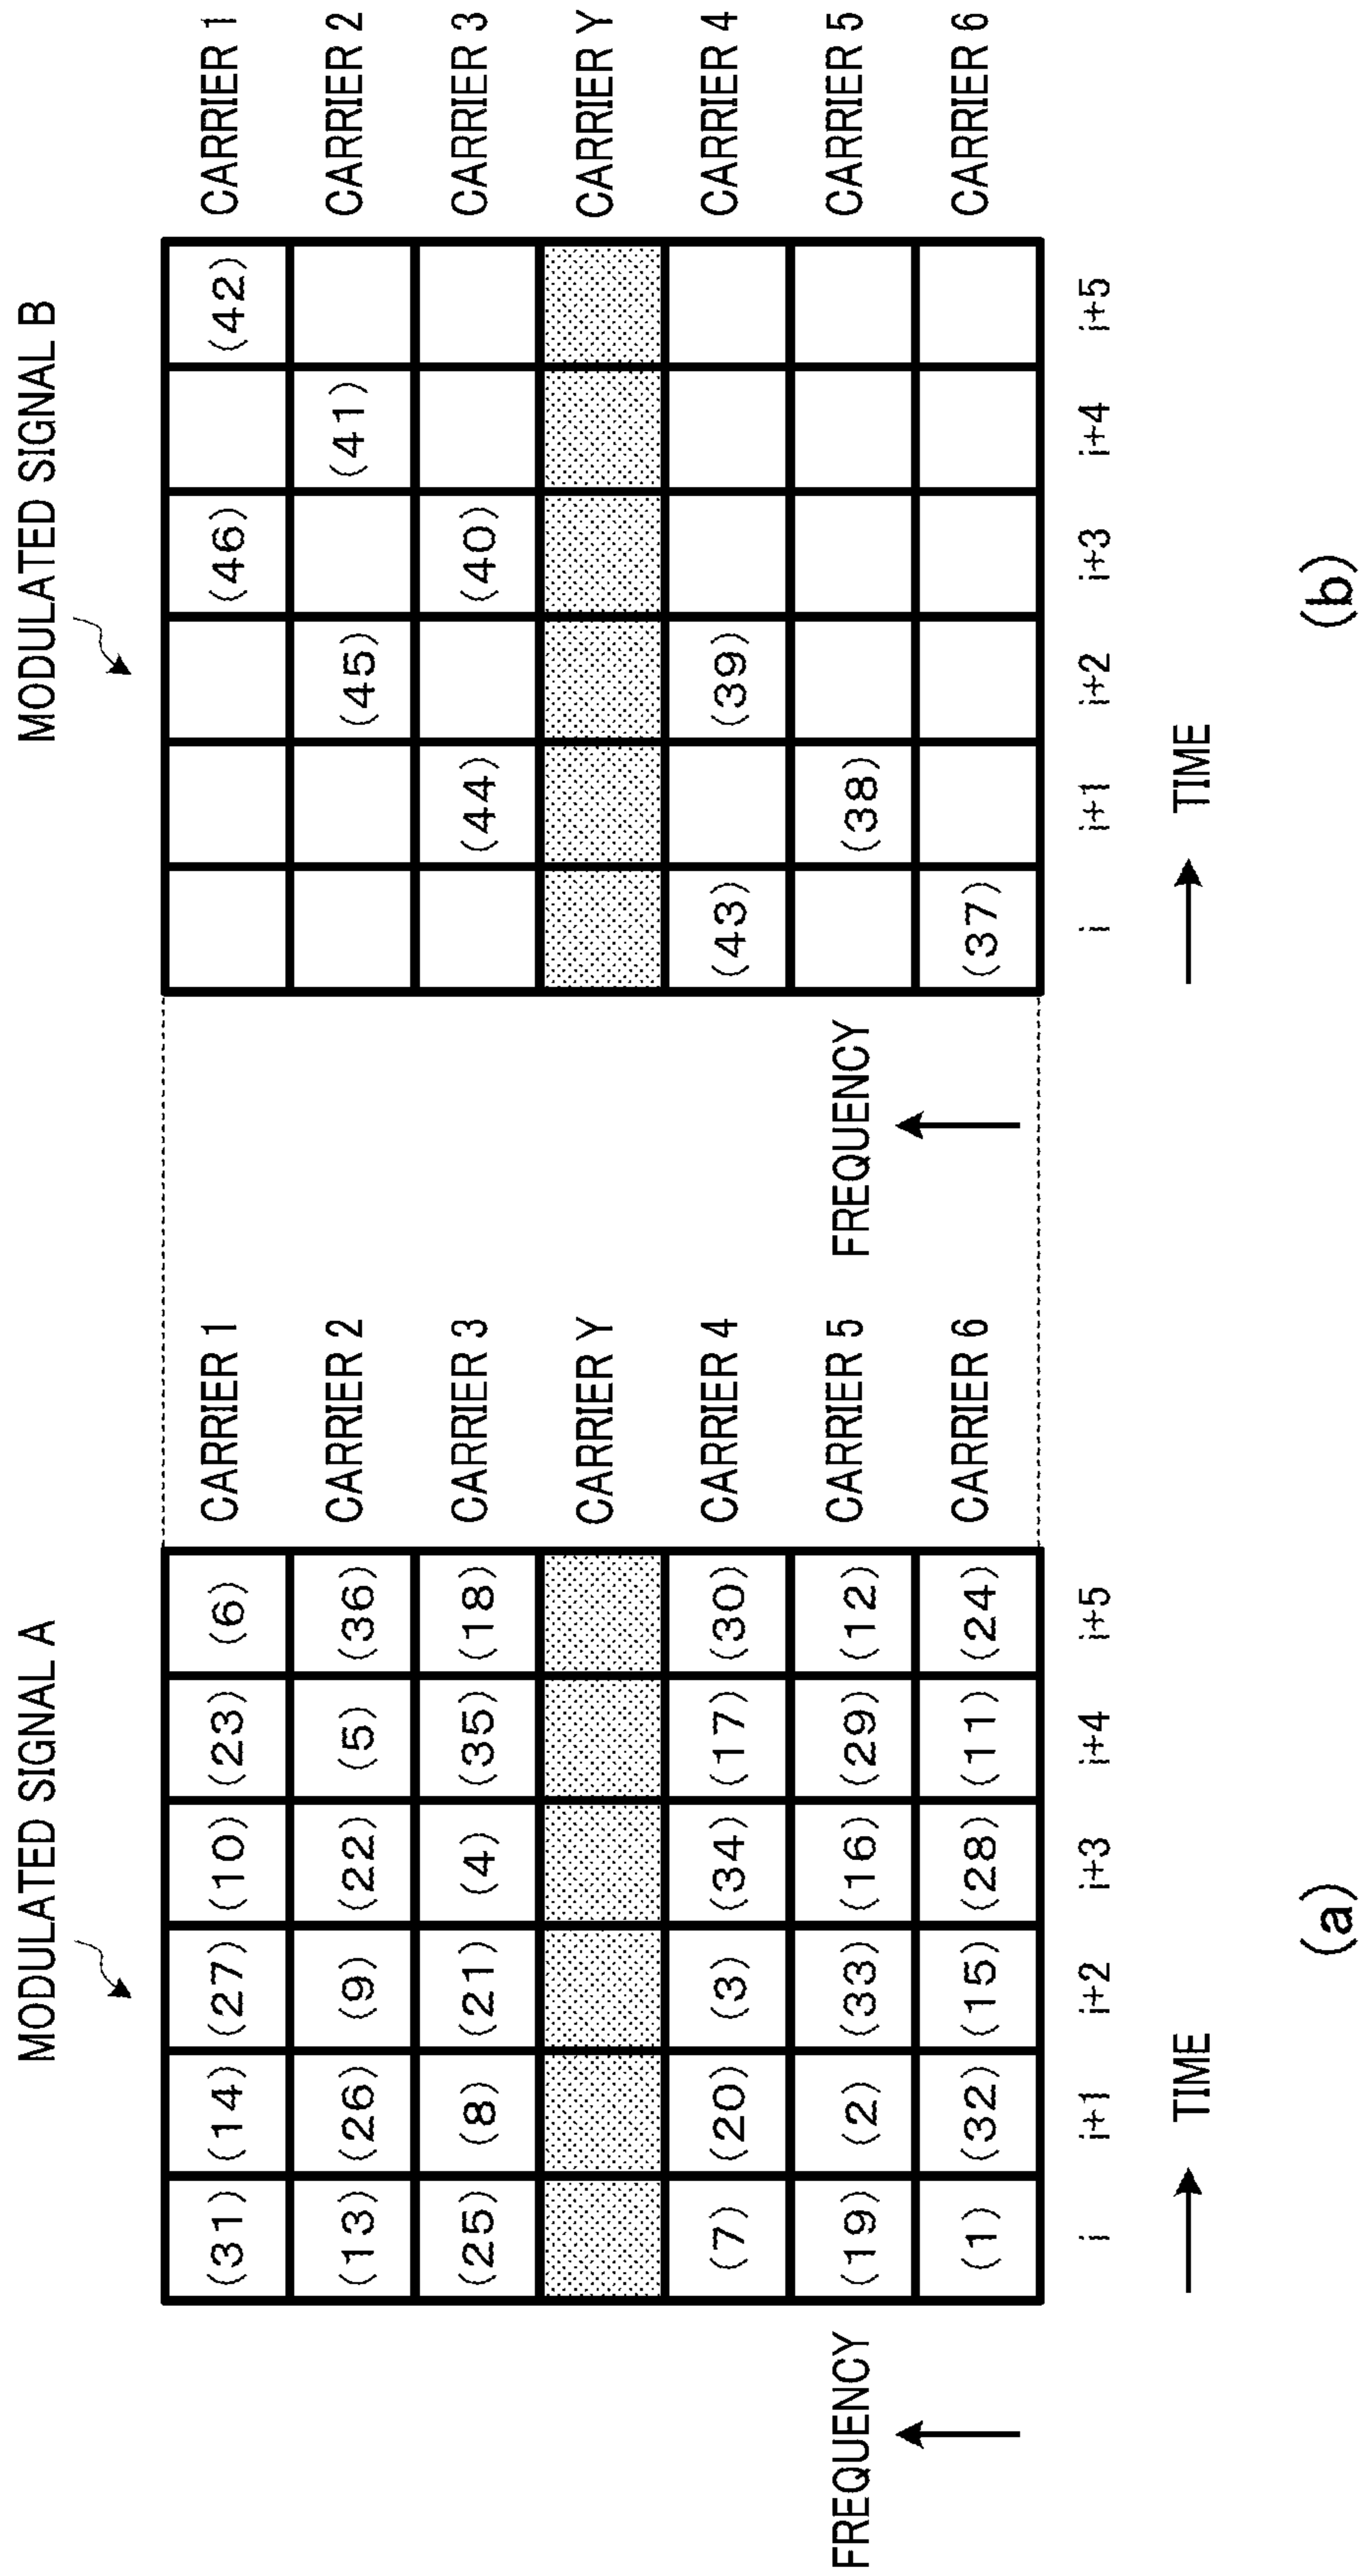 MODULATED SIGNAL A
(31) (14) (27) (10) (23) (6) CARRIER 1
(13) (26) (9) (22) (5) (36) CARRIER 2
(25) (8) (21) (4) (35) (18) CARRIER 3
CARRIER Y
(7) (20) (3) (34) (17) (30) CARRIER 4
FREQUENCY (19) (2) (33) (16) (29) (12) CARRIER 5
(1) (32) (15) (28) (11) (24) CARRIER 6
i i+1 i+2 i+3 i+4 i+5
TIME
(a)
MODULATED SIGNAL B
(46) (42) CARRIER 1
(45) (41) CARRIER 2
(44) (40) CARRIER 3
CARRIER Y
(43) (39) CARRIER 4
FREQUENCY (38) CARRIER 5
(37) CARRIER 6
i i+1 i+2 i+3 i+4 i+5
TIME
(b)